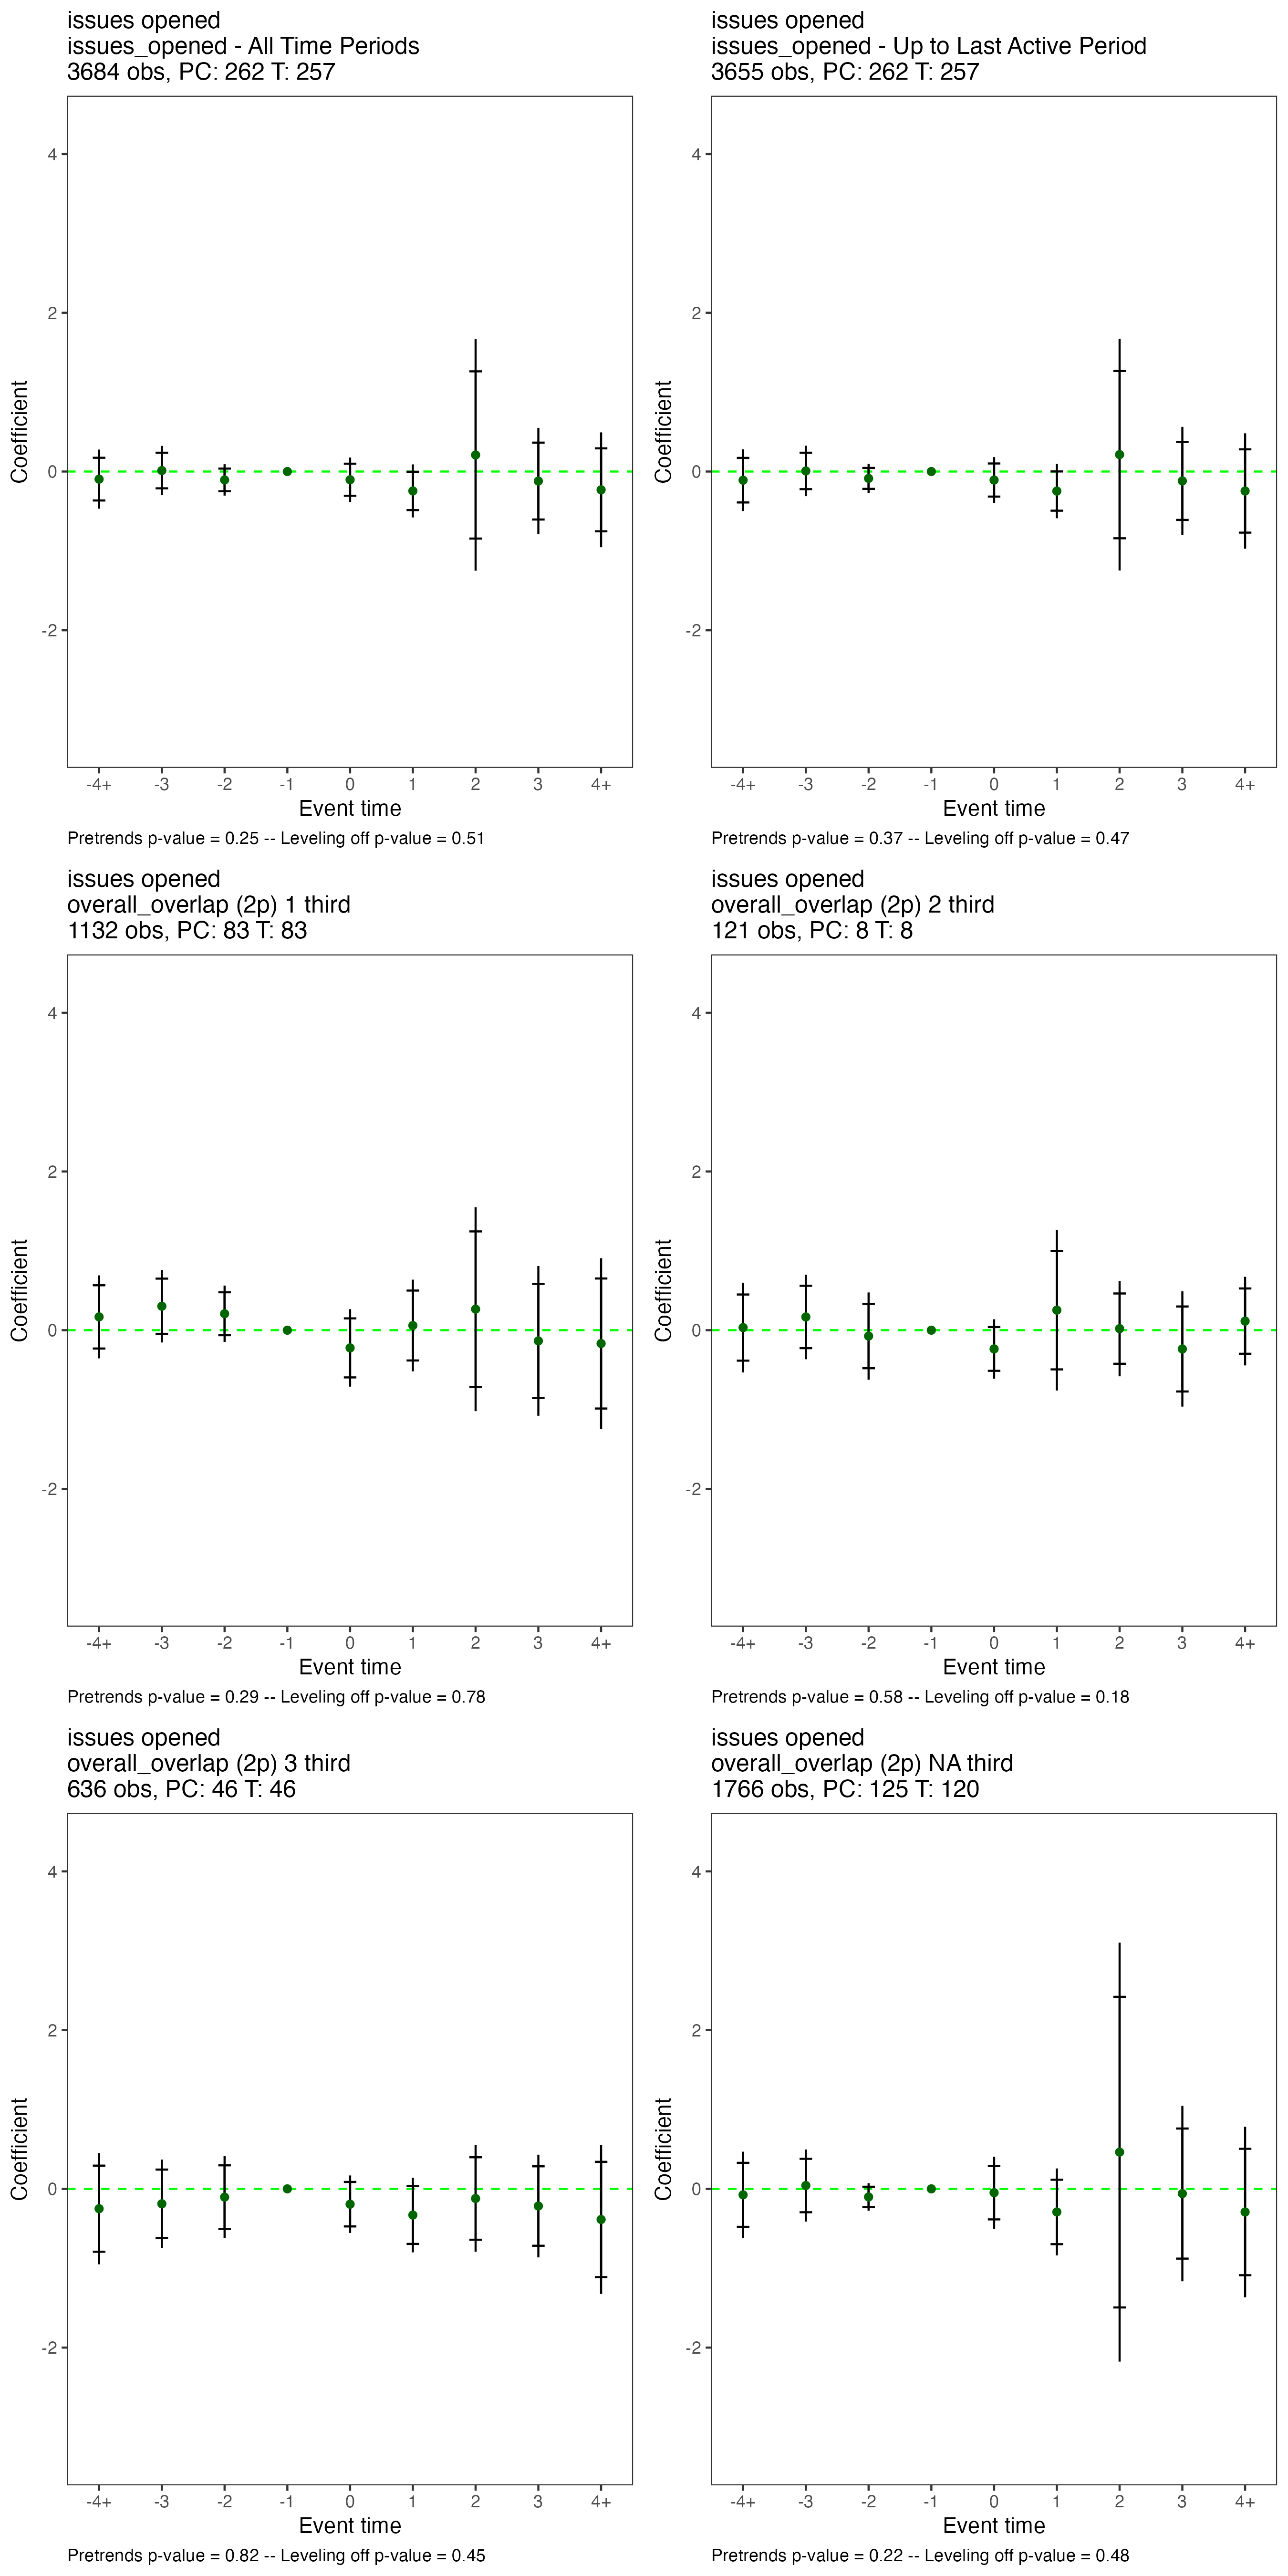 issues opened
issues_opened - All Time Periods
3684 obs, PC: 262 T: 257
Coefficient
4
2
0
-2
-4+ -3 -2 -1 0 1 2 3 4+
Event time
Pretrends p-value = 0.25 -- Leveling off p-value = 0.51
issues opened
issues_opened - Up to Last Active Period
3655 obs, PC: 262 T: 257
Coefficient
4
2
0
-2
-4+ -3 -2 -1 0 1 2 3 4+
Event time
Pretrends p-value = 0.37 -- Leveling off p-value = 0.47
issues opened
overall_overlap (2p) 1 third
1132 obs, PC: 83 T: 83
Coefficient
4
2
0
-2
-4+ -3 -2 -1 0 1 2 3 4+
Event time
Pretrends p-value = 0.29 -- Leveling off p-value = 0.78
issues opened
overall_overlap (2p) 2 third
121 obs, PC: 8 T: 8
Coefficient
4
2
0
-2
-4+ -3 -2 -1 0 1 2 3 4+
Event time
Pretrends p-value = 0.58 -- Leveling off p-value = 0.18
issues opened
overall_overlap (2p) 3 third
636 obs, PC: 46 T: 46
Coefficient
4
2
0
-2
-4+ -3 -2 -1 0 1 2 3 4+
Event time
Pretrends p-value = 0.82 -- Leveling off p-value = 0.45
issues opened
overall_overlap (2p) NA third
1766 obs, PC: 125 T: 120
Coefficient
4
2
0
-2
-4+ -3 -2 -1 0 1 2 3 4+
Event time
Pretrends p-value = 0.22 -- Leveling off p-value = 0.48